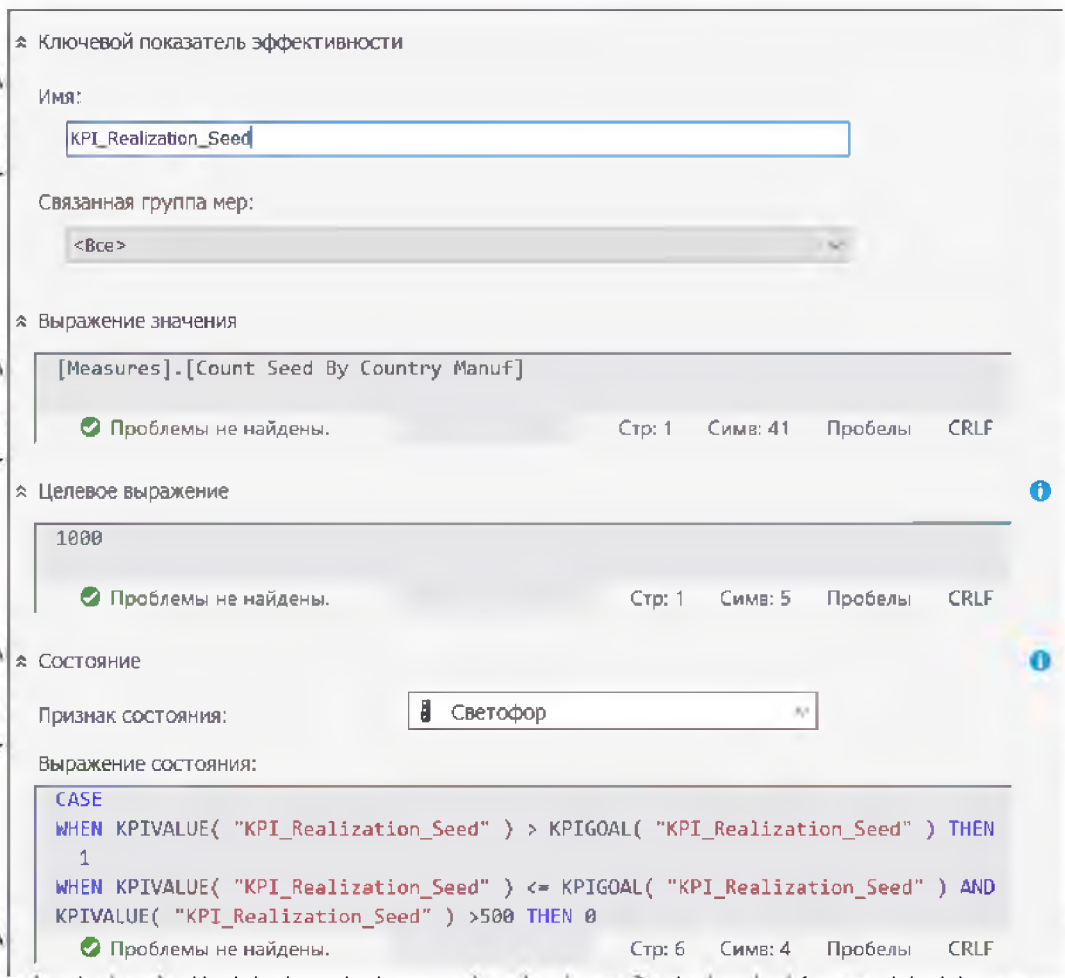 Ключевой показатель эффективности
Имя:
KPI_Realization_Seed
Связанная группа мер:
<Все>
Выражение значения
[Measures].[Count Seed By Country Manuf]
Проблемы не найдены. Стр: 1 Симв: 41 Пробелы CRLF
Целевое выражение
1000
Проблемы не найдены. Стр: 1 Симв: 5 Пробелы CRLF
Состояние
Признак состояния: Светофор
Выражение состояния:
CASE
WHEN KPIVALUE( "KPI_Realization_Seed" ) > KPIGOAL( "KPI_Realization_Seed" ) THEN
1
WHEN KPIVALUE( "KPI_Realization_Seed" ) <= KPIGOAL( "KPI_Realization_Seed" ) AND
KPIVALUE( "KPI_Realization_Seed" ) >500 THEN 0
Проблемы не найдены. Стр: 6 Симв: 4 Пробелы CRLF